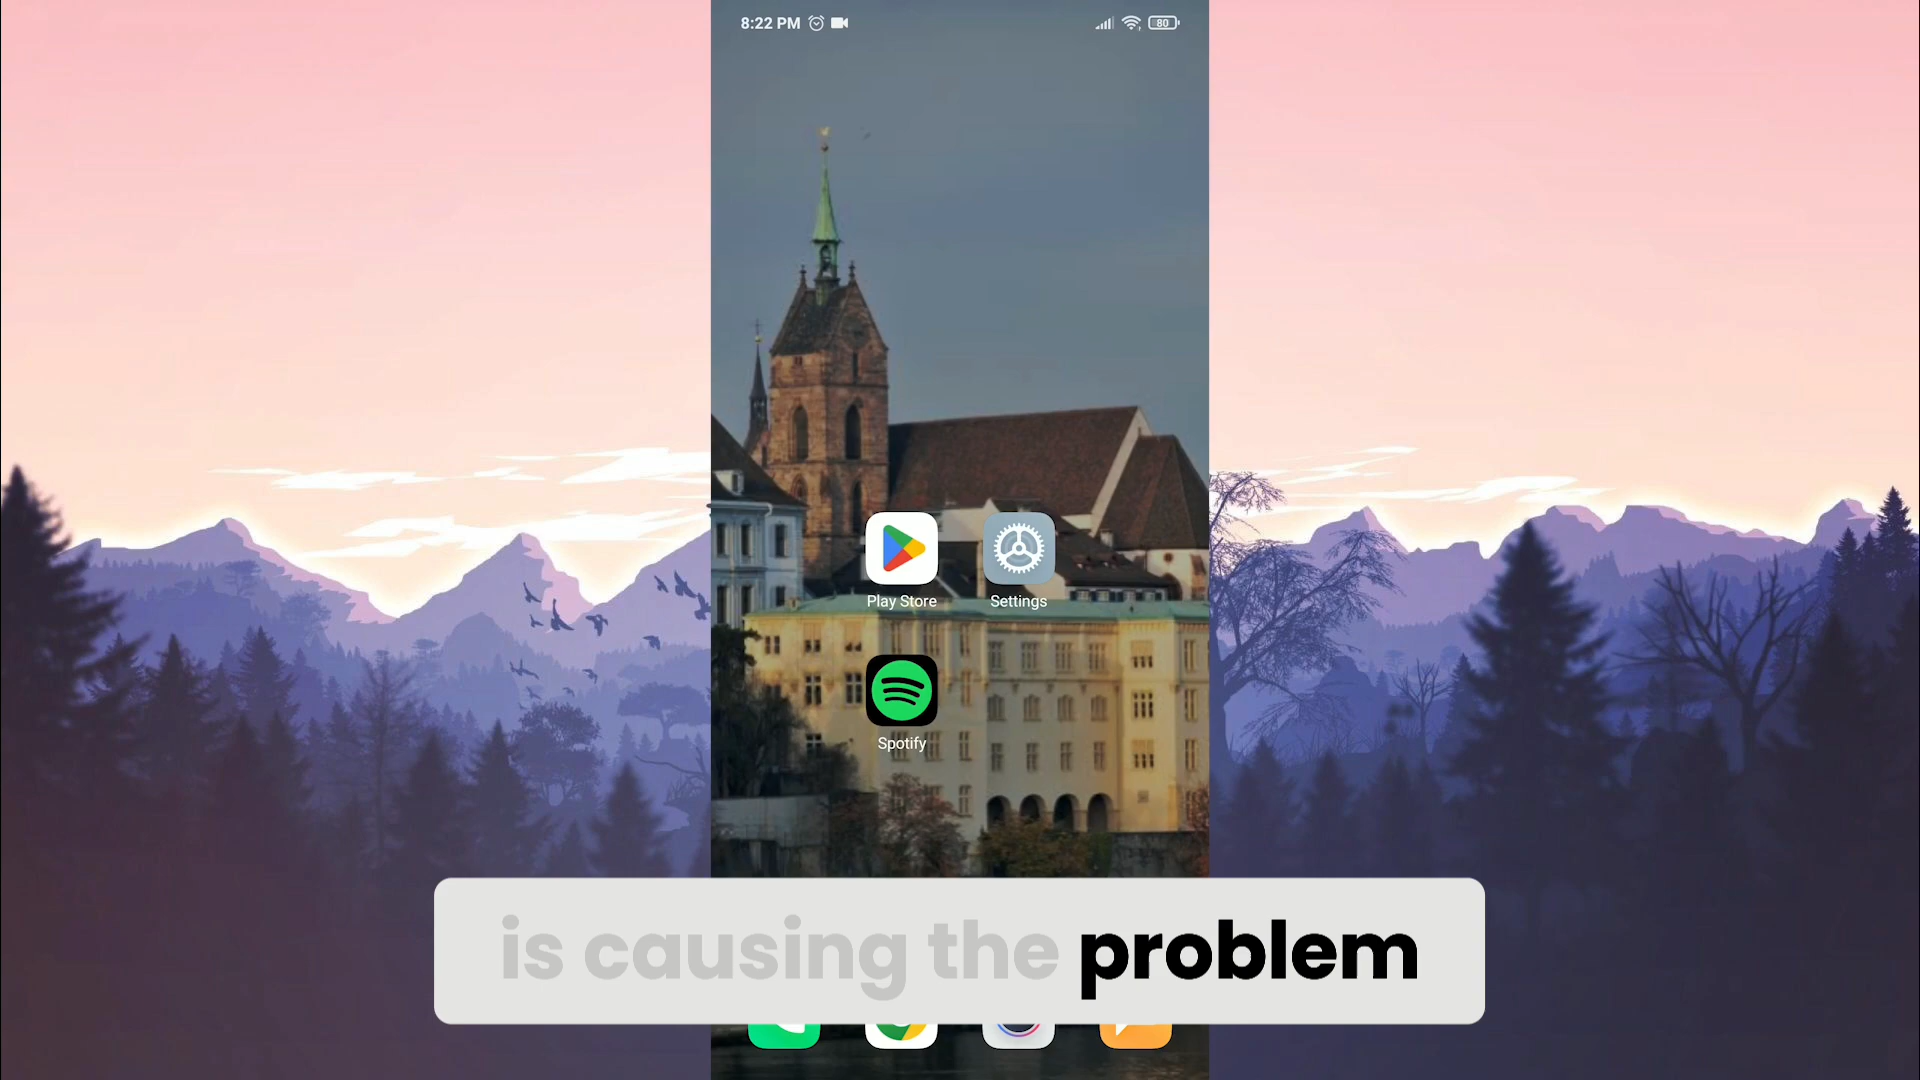 8:22 PM
80
Play Store
Settings
Spotify
is causing the problem